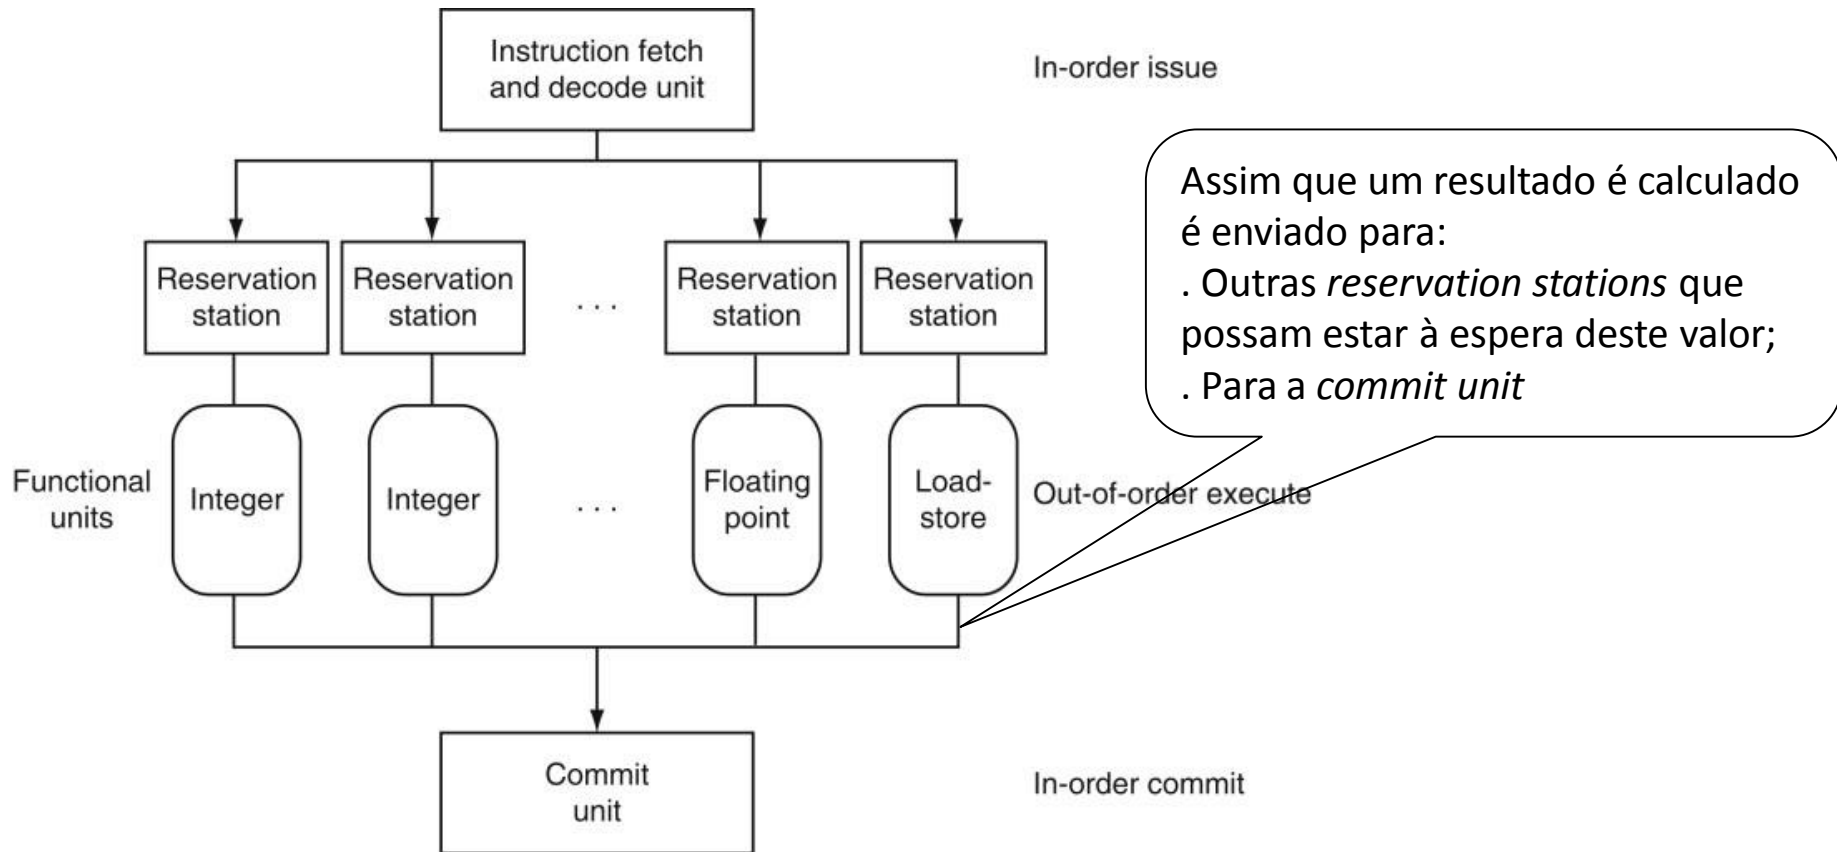 Instruction fetch
and decode unit
In-order issue
Assim que um resultado é calculado
é enviado para:
. Outras reservation stations que
possam estar à espera deste valor;
. Para a commit unit
Reservation
station
Reservation
station
. . .
Reservation
station
Reservation
station
Functional
units
Integer
Integer
. . .
Floating
point
Load-
store
Out-of-order execute
Commit
unit
In-order commit